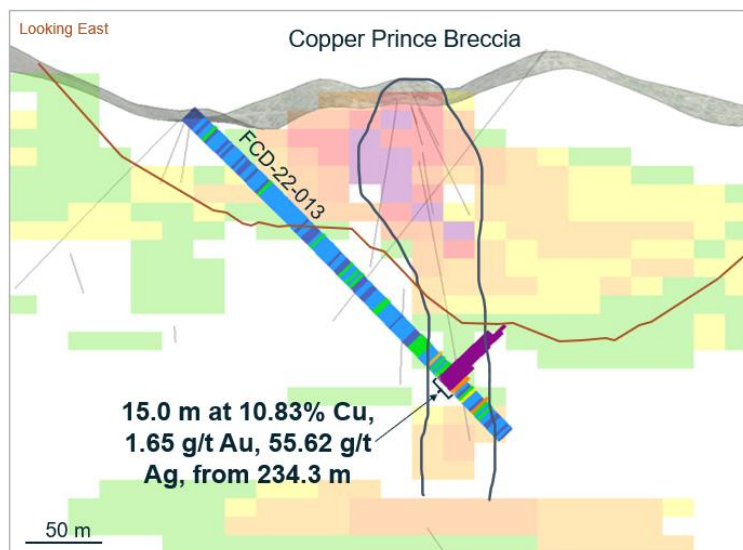 Looking East
Copper Prince Breccia
FCD-22-013
15.0 m at 10.83% Cu,
1.65 g/t Au, 55.62 g/t
Ag, from 234.3 m
50 m